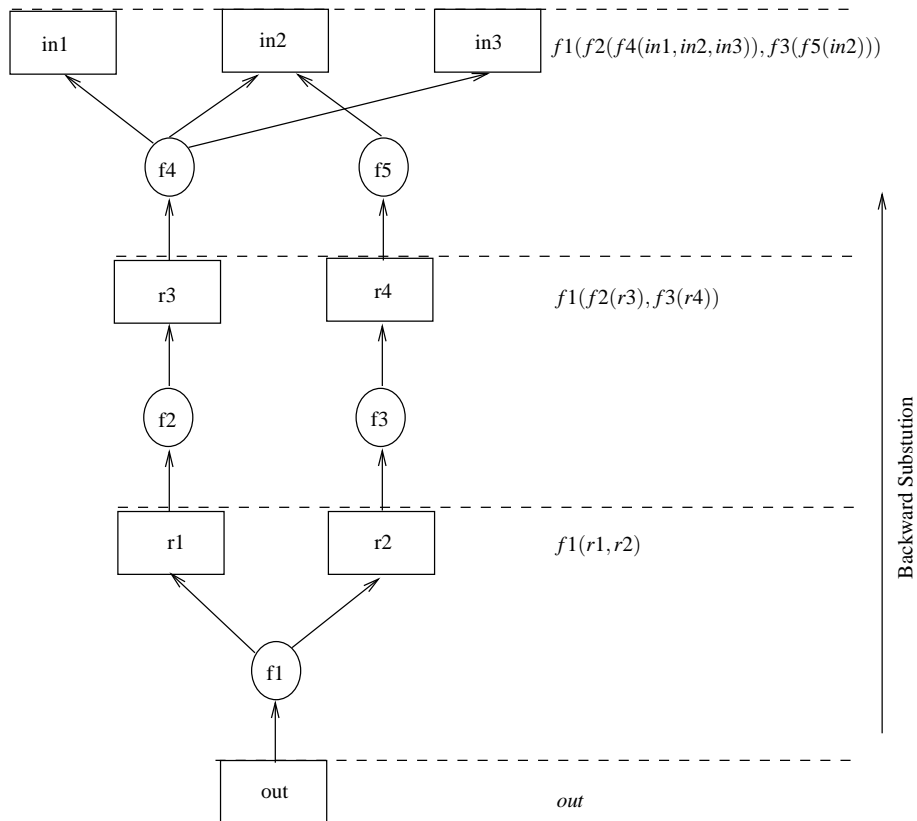 in1 in2 in3 f1(f2(f4(in1,in2,in3)),f3(f5(in2)))
f4 f5
r3 r4 f1(f2(r3),f3(r4))
f2 f3
r1 r2 f1(r1,r2)
f1
out out
Backward Substution